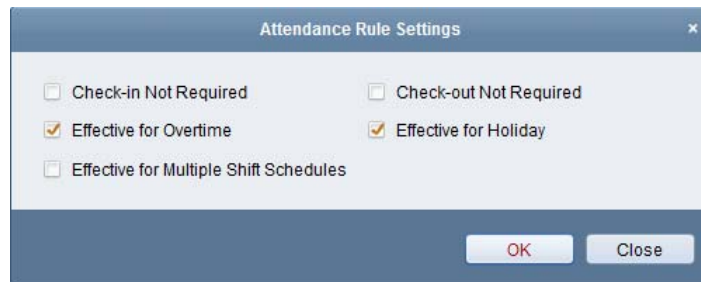 Attendance Rule Settings
×
Check-in Not Required
Check-out Not Required
Effective for Overtime
Effective for Holiday
Effective for Multiple Shift Schedules
OK
Close